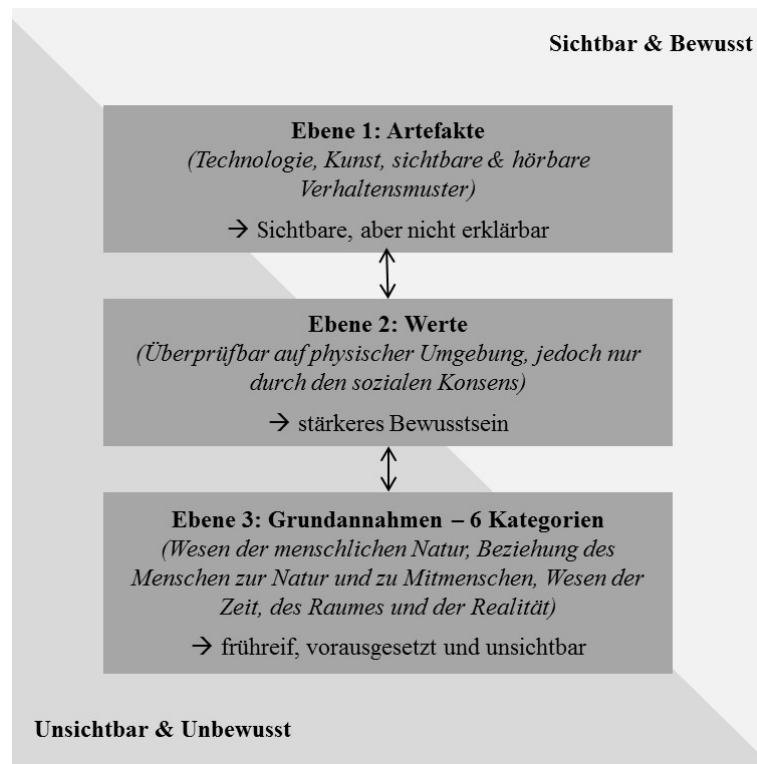 Sichtbar & Bewusst
Ebene 1: Artefakte
(Technologie, Kunst, sichtbare & hörbare
Verhaltensmuster)
→ Sichtbare, aber nicht erklärbar
Ebene 2: Werte
(Überprüfbar auf physischer Umgebung, jedoch nur
durch den sozialen Konsens)
→ stärkeres Bewusstsein
Ebene 3: Grundannahmen – 6 Kategorien
(Wesen der menschlichen Natur, Beziehung des
Menschen zur Natur und zu Mitmenschen, Wesen der
Zeit, des Raumes und der Realität)
→ frühreif, vorausgesetzt und unsichtbar
Unsichtbar & Unbewusst